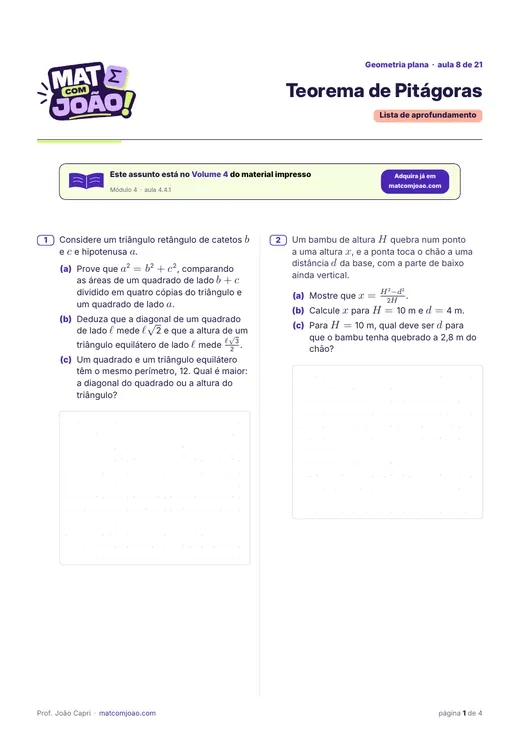 MAT Σ
COM
JOÃO!
Geometria plana · aula 8 de 21
Teorema de Pitágoras
Lista de aprofundamento
Este assunto está no Volume 4 do material impresso
Módulo 4 · aula 4.4.1
Adquira já em
matcomjoao.com
1 Considere um triângulo retângulo de catetos b
e c e hipotenusa a.
(a) Prove que a² = b² + c², comparando
as áreas de um quadrado de lado b + c
dividido em quatro cópias do triângulo e
um quadrado de lado a.
(b) Deduza que a diagonal de um quadrado
de lado ℓ mede ℓ√2 e que a altura de um
triângulo equilátero de lado ℓ mede ℓ√3/2.
(c) Um quadrado e um triângulo equilátero
têm o mesmo perímetro, 12. Qual é maior:
a diagonal do quadrado ou a altura do
triângulo?
2 Um bambu de altura H quebra num ponto
a uma altura x, e a ponta toca o chão a uma
distância d da base, com a parte de baixo
ainda vertical.
(a) Mostre que x = H²−d²/2H.
(b) Calcule x para H = 10 m e d = 4 m.
(c) Para H = 10 m, qual deve ser d para
que o bambu tenha quebrado a 2,8 m do
chão?
Prof. João Capri · matcomjoao.com
página 1 de 4